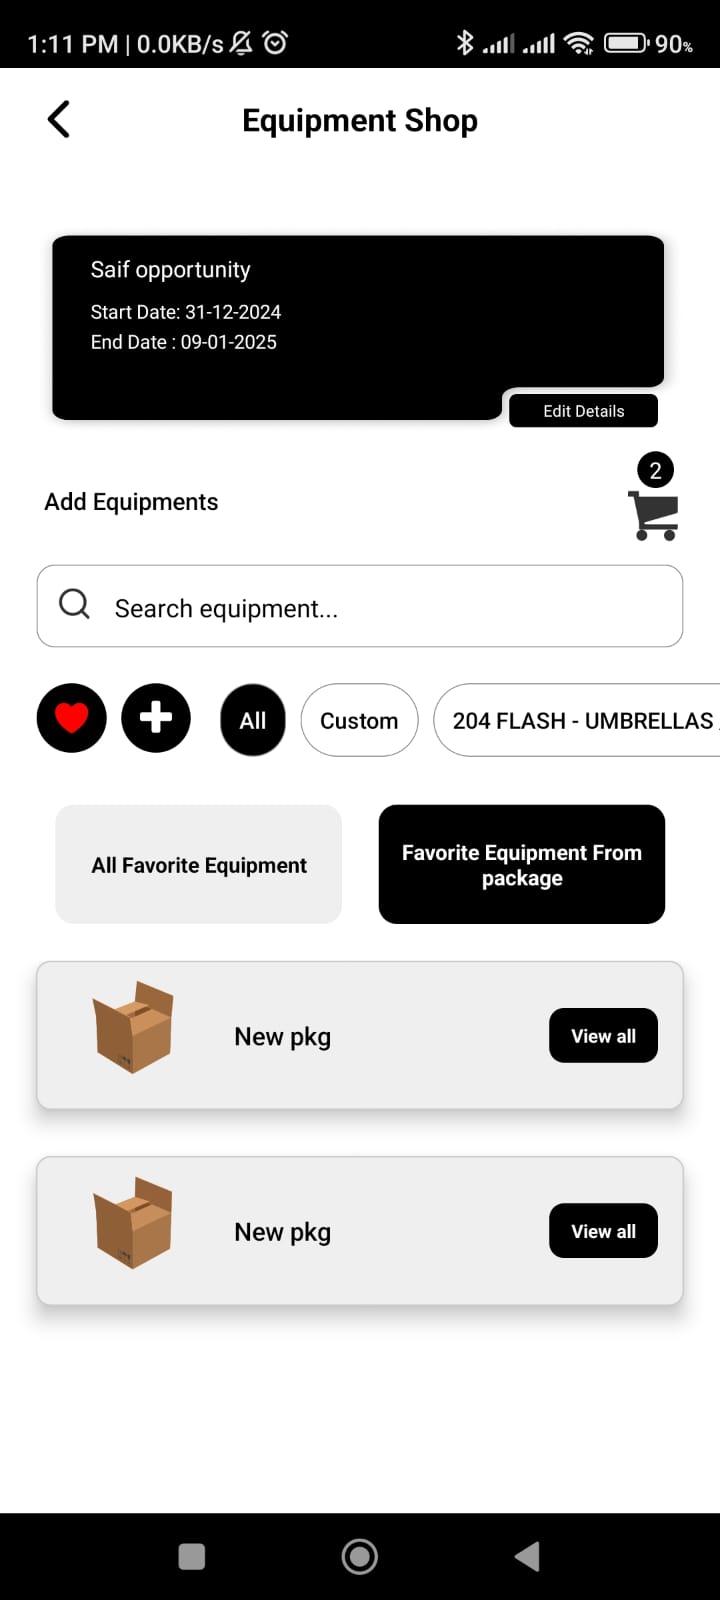 1:11 PM | 0.0KB/s 90%
Equipment Shop
Saif opportunity
Start Date: 31-12-2024
End Date : 09-01-2025
Edit Details
2
Add Equipments
Search equipment...
All Custom 204 FLASH - UMBRELLAS
All Favorite Equipment
Favorite Equipment From
package
New pkg View all
New pkg View all